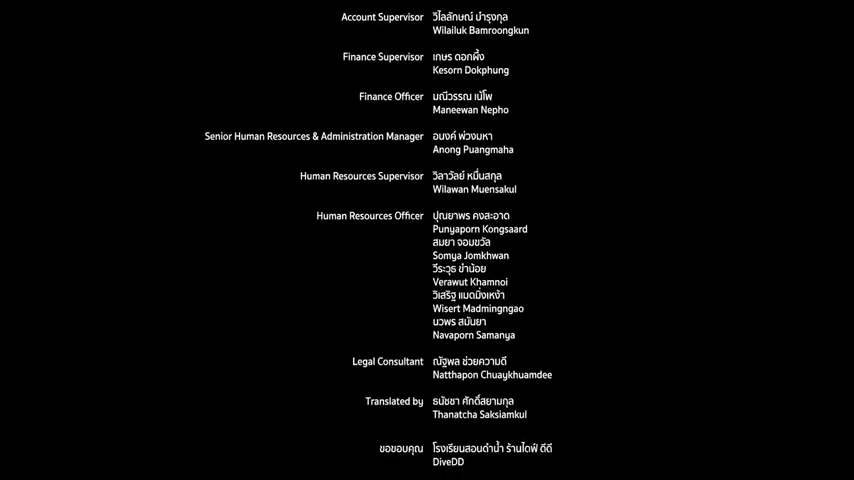 Account Supervisor วิไลลักษณ์ บำรุงกุล
Wilailuk Bamroongkun
Finance Supervisor เกษร ดอกผึ้ง
Kesorn Dokphung
Finance Officer มณีวรรณ เน้โพ
Maneewan Nepho
Senior Human Resources & Administration Manager อนงค์ พ่วงมหา
Anong Puangmaha
Human Resources Supervisor วิลาวัลย์ หมื่นสกุล
Wilawan Muensakul
Human Resources Officer ปุณยาพร คงสะอาด
Punyaporn Kongsaard
สมยา จอมขวัล
Somya Jomkhwan
วีระวุธ ขำน้อย
Verawut Khamnoi
วิเสริฐ แมดมิ่งเหง้า
Wisert Madmingngao
นวพร สมันยา
Navaporn Samanya
Legal Consultant ณัฐพล ช่วยความดี
Natthapon Chuaykhuamdee
Translated by ธนัชชา ศักดิ์สยามกุล
Thanatcha Saksiamkul
ขอขอบคุณ โรงเรียนสอนดำน้ำ ร้านไดฟ์ ดีดี
DiveDD